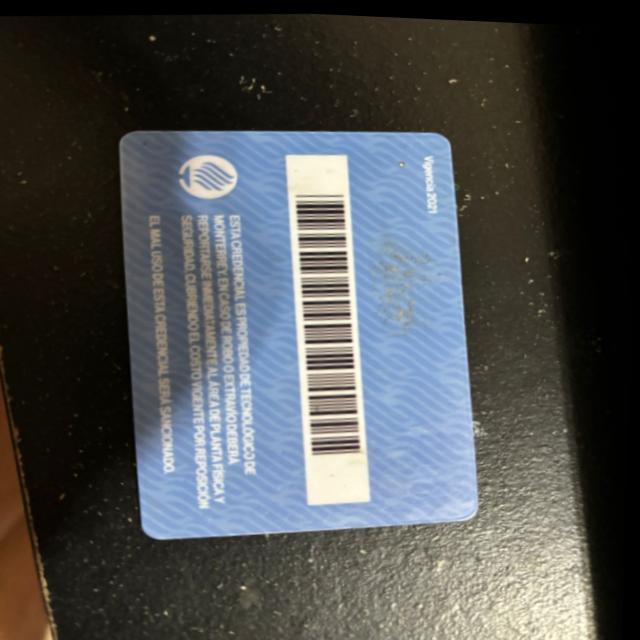 Vigencia 2021
ESTA CREDENCIAL ES PROPIEDAD DE TECNOLÓGICO DE
MONTERREY, EN CASO DE ROBO O EXTRAVÍO DEBERÁ
REPORTARSE INMEDIATAMENTE AL ÁREA DE PLANTA FÍSICA Y
SEGURIDAD, CUBRIENDO EL COSTO VIGENTE POR REPOSICIÓN
EL MAL USO DE ESTA CREDENCIAL SERÁ SANCIONADO.